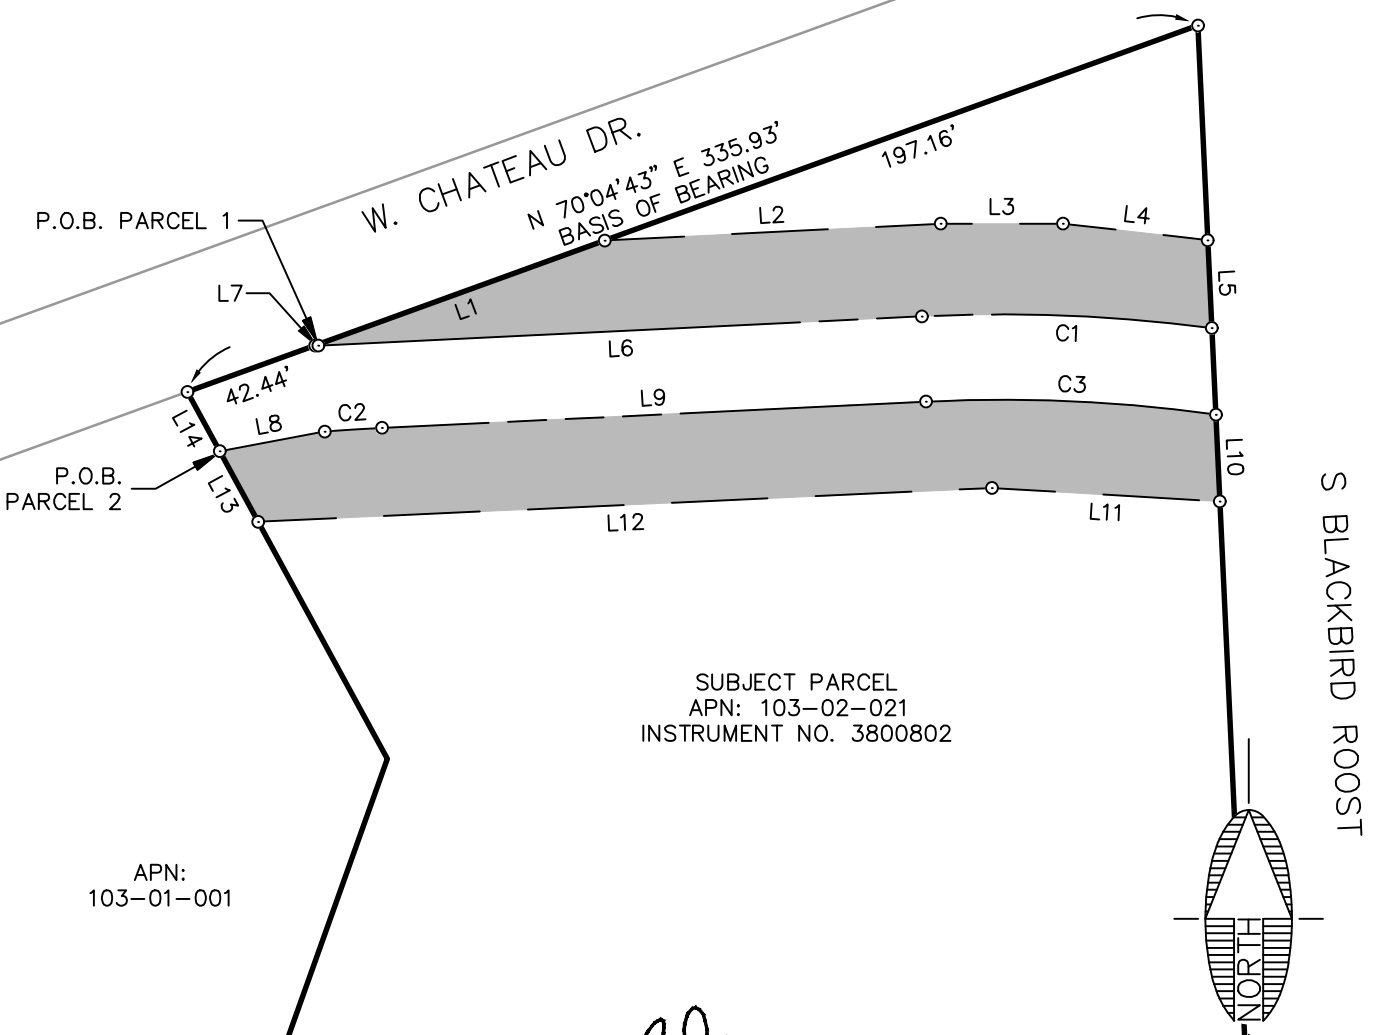 W. CHATEAU DR.
N 70°04'43" E 335.93'
BASIS OF BEARING
197.16'
P.O.B. PARCEL 1
L7
L1
L2
L3
L4
L5
L6
C1
42.44'
L14
L8
C2
L9
C3
L10
P.O.B.
PARCEL 2
L13
L12
L11
S BLACKBIRD ROOST
SUBJECT PARCEL
APN: 103-02-021
INSTRUMENT NO. 3800802
APN:
103-01-001
NORTH